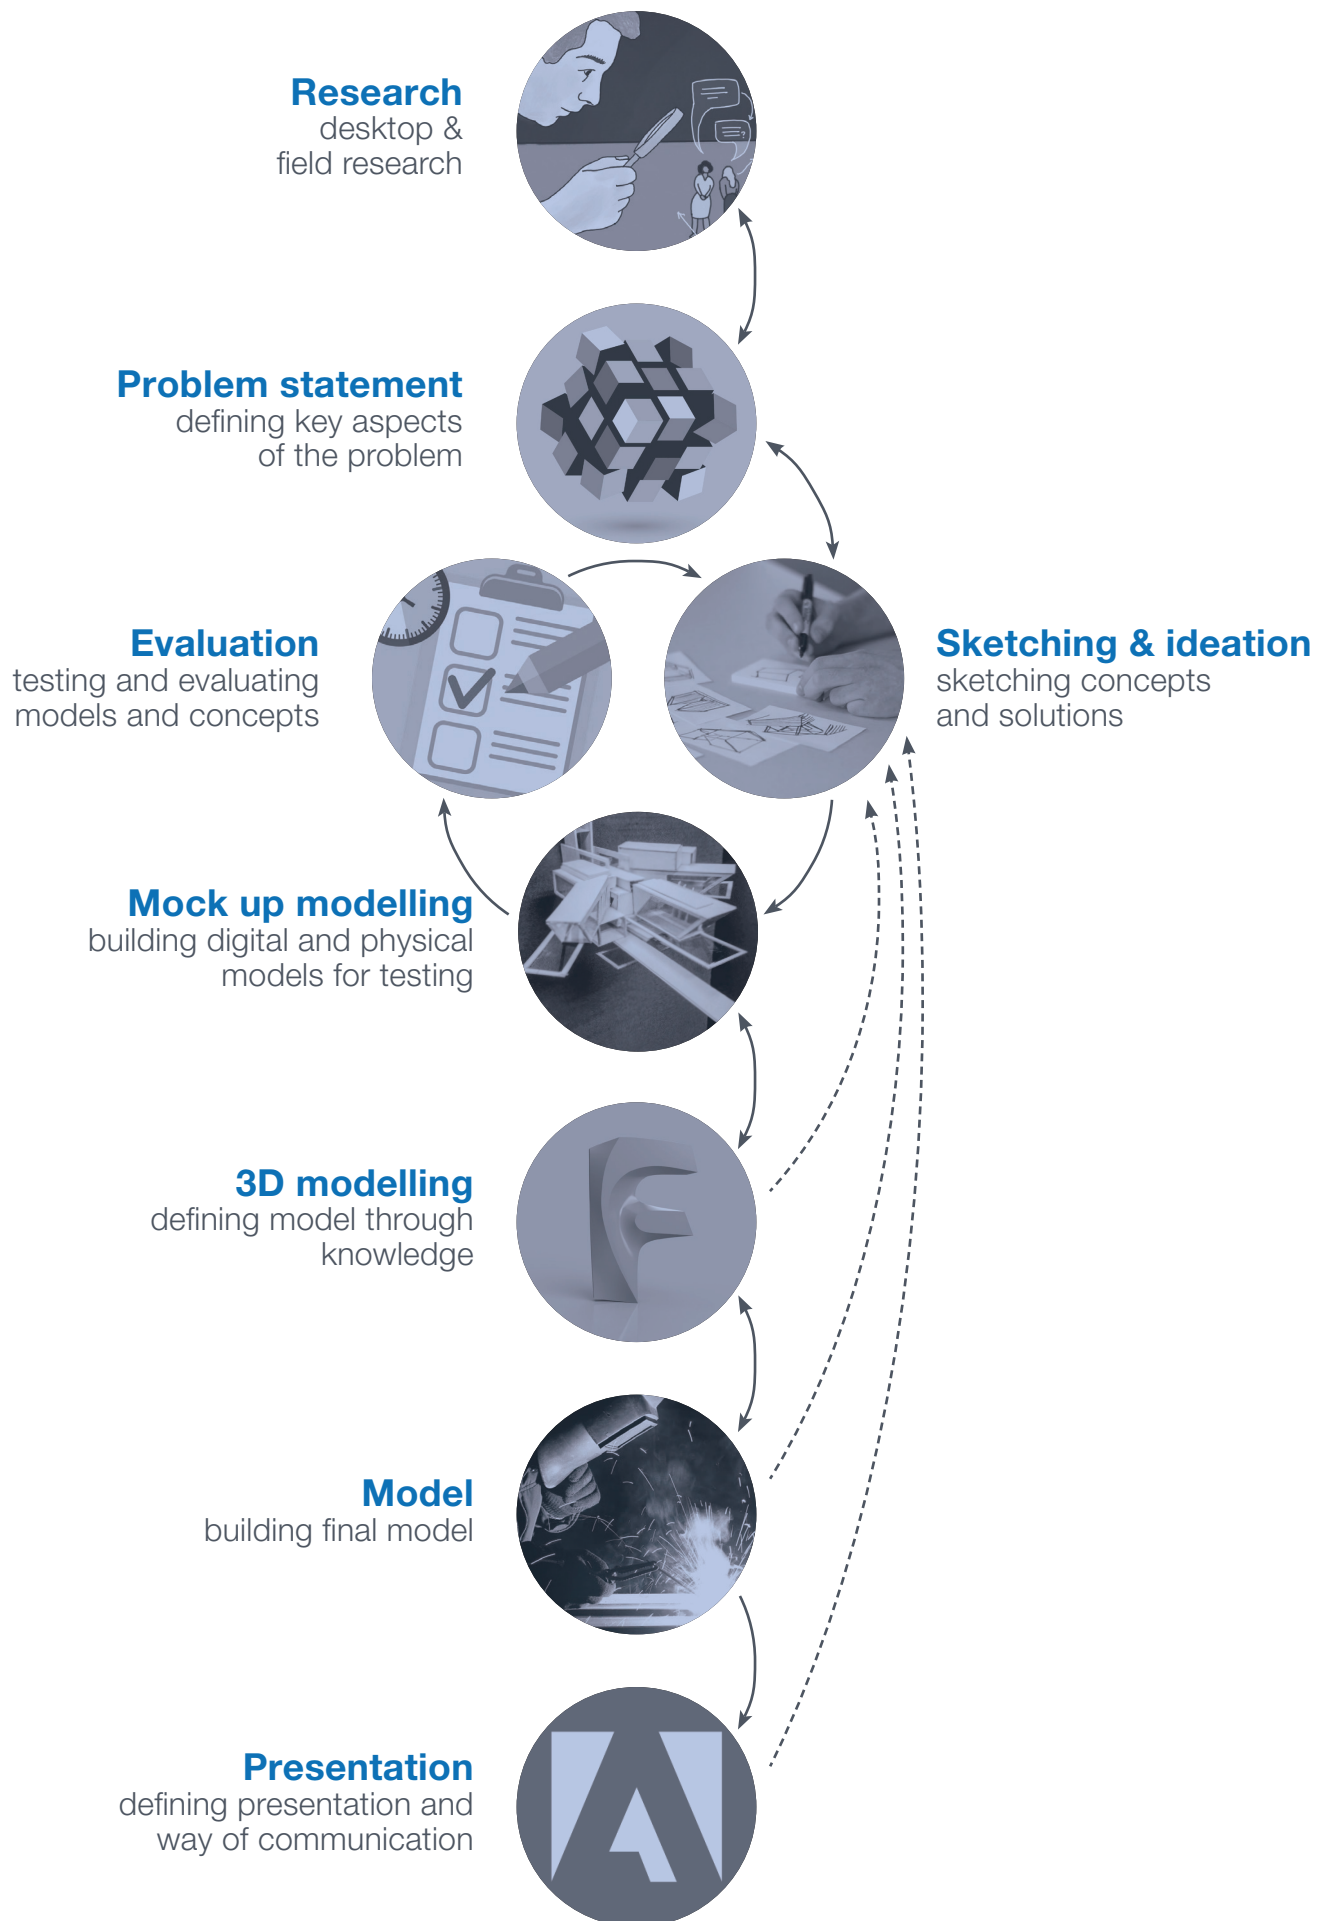 Research
desktop &
field research
Problem statement
defining key aspects
of the problem
Evaluation
testing and evaluating
models and concepts
Sketching & ideation
sketching concepts
and solutions
Mock up modelling
building digital and physical
models for testing
3D modelling
defining model through
knowledge
Model
building final model
Presentation
defining presentation and
way of communication